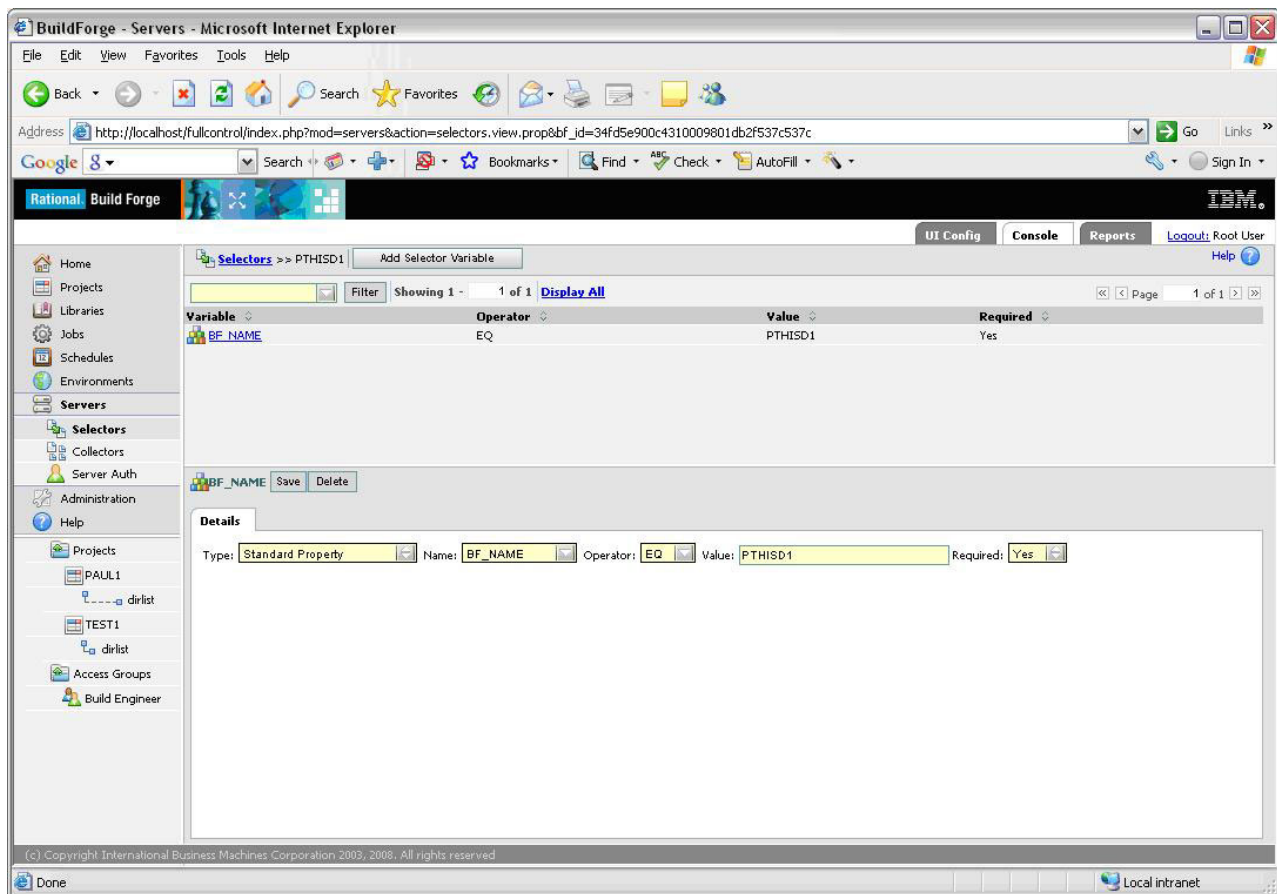 BuildForge - Servers - Microsoft Internet Explorer
File Edit View Favorites Tools Help
Back Search Favorites
Address http://localhost/fullcontrol/index.php?mod=servers&action=selectors.view.prop&bf_id=34fd5e900c4310009801db2f537c537c Go Links »
Google Search Bookmarks Find Check AutoFill Sign In
Rational. Build Forge IBM.
UI Config Console Reports Logout: Root User
Home
Projects
Libraries
Jobs
Schedules
Environments
Servers
Selectors
Collectors
Server Auth
Administration
Help
Projects
PAUL1
dirlist
TEST1
dirlist
Access Groups
Build Engineer
Selectors >> PTHISD1 Add Selector Variable Help
Filter Showing 1 - 1 of 1 Display All Page 1 of 1
Variable Operator Value Required
BF_NAME EQ PTHISD1 Yes
BF_NAME Save Delete
Details
Type: Standard Property Name: BF_NAME Operator: EQ Value: PTHISD1 Required: Yes
(c) Copyright International Business Machines Corporation 2003, 2008. All rights reserved
Done Local intranet